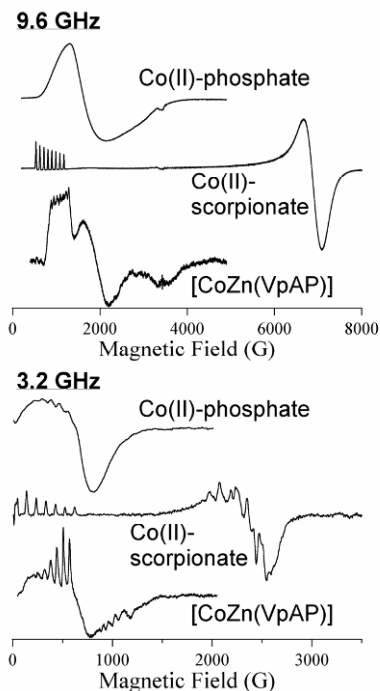 9.6 GHz
Co(II)-phosphate
Co(II)-
scorpionate
[CoZn(VpAP)]
0 2000 4000 6000 8000
Magnetic Field (G)
3.2 GHz
Co(II)-phosphate
Co(II)-
scorpionate
[CoZn(VpAP)]
0 1000 2000 3000
Magnetic Field (G)